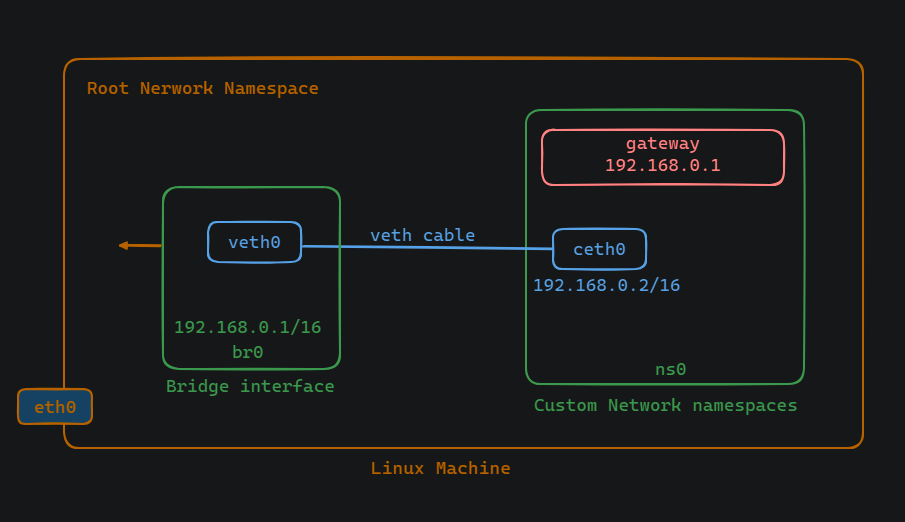 Root Nerwork Namespace
gateway
192.168.0.1
veth0
veth cable
ceth0
192.168.0.2/16
192.168.0.1/16
br0
Bridge interface
ns0
Custom Network namespaces
eth0
Linux Machine